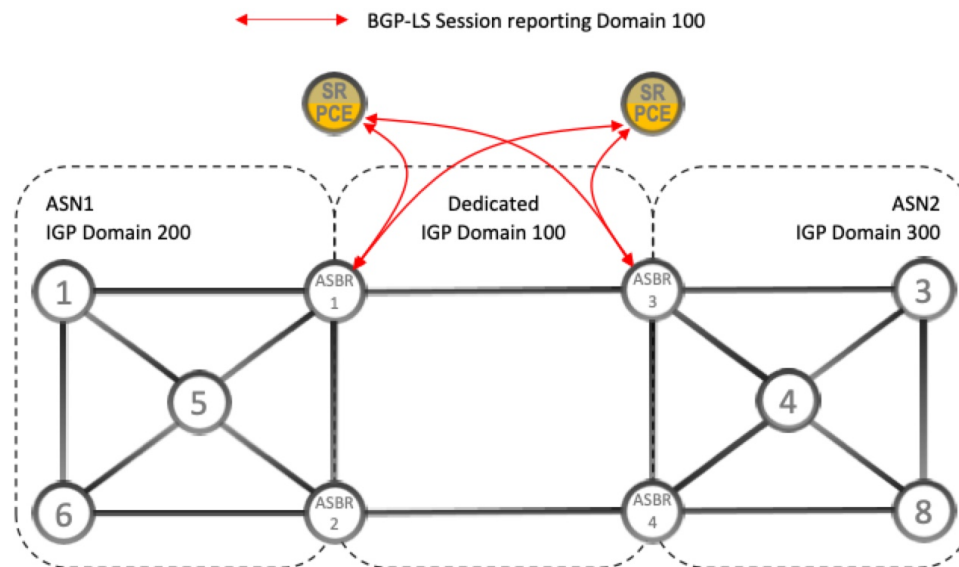 BGP-LS Session reporting Domain 100
SR
PCE
SR
PCE
ASN1
IGP Domain 200
Dedicated
IGP Domain 100
ASN2
IGP Domain 300
1
ASBR
1
ASBR
3
3
5
4
6
ASBR
2
ASBR
4
8